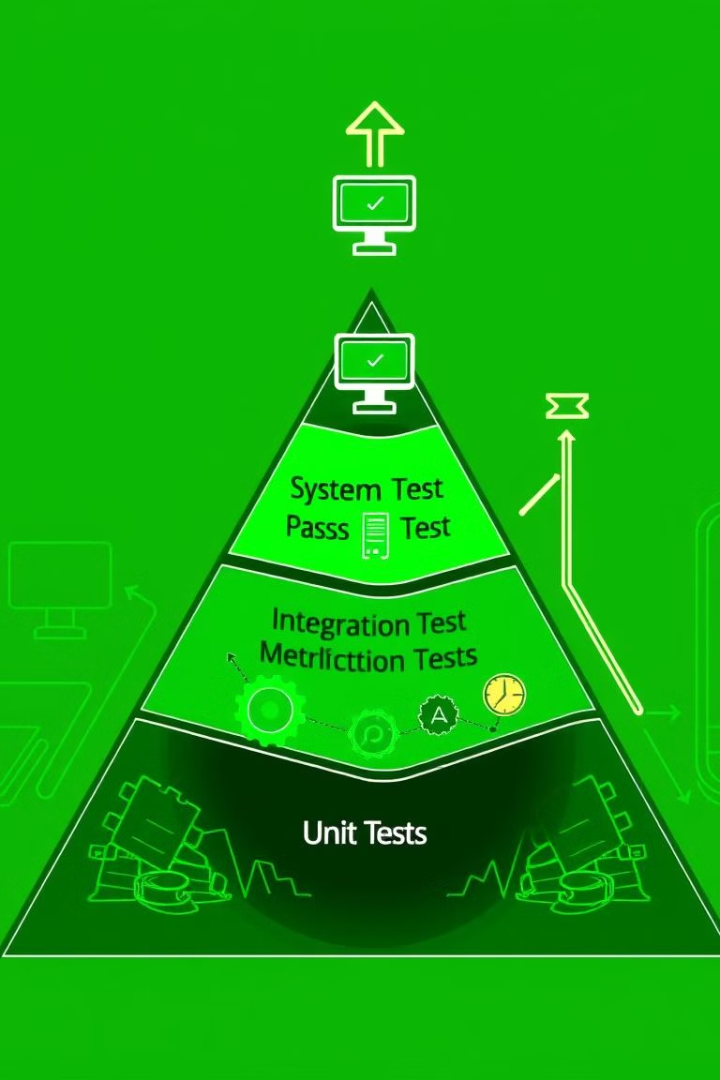 System Test
Passs Test
Integration Test
Metrlicttion Tests
A
Unit Tests